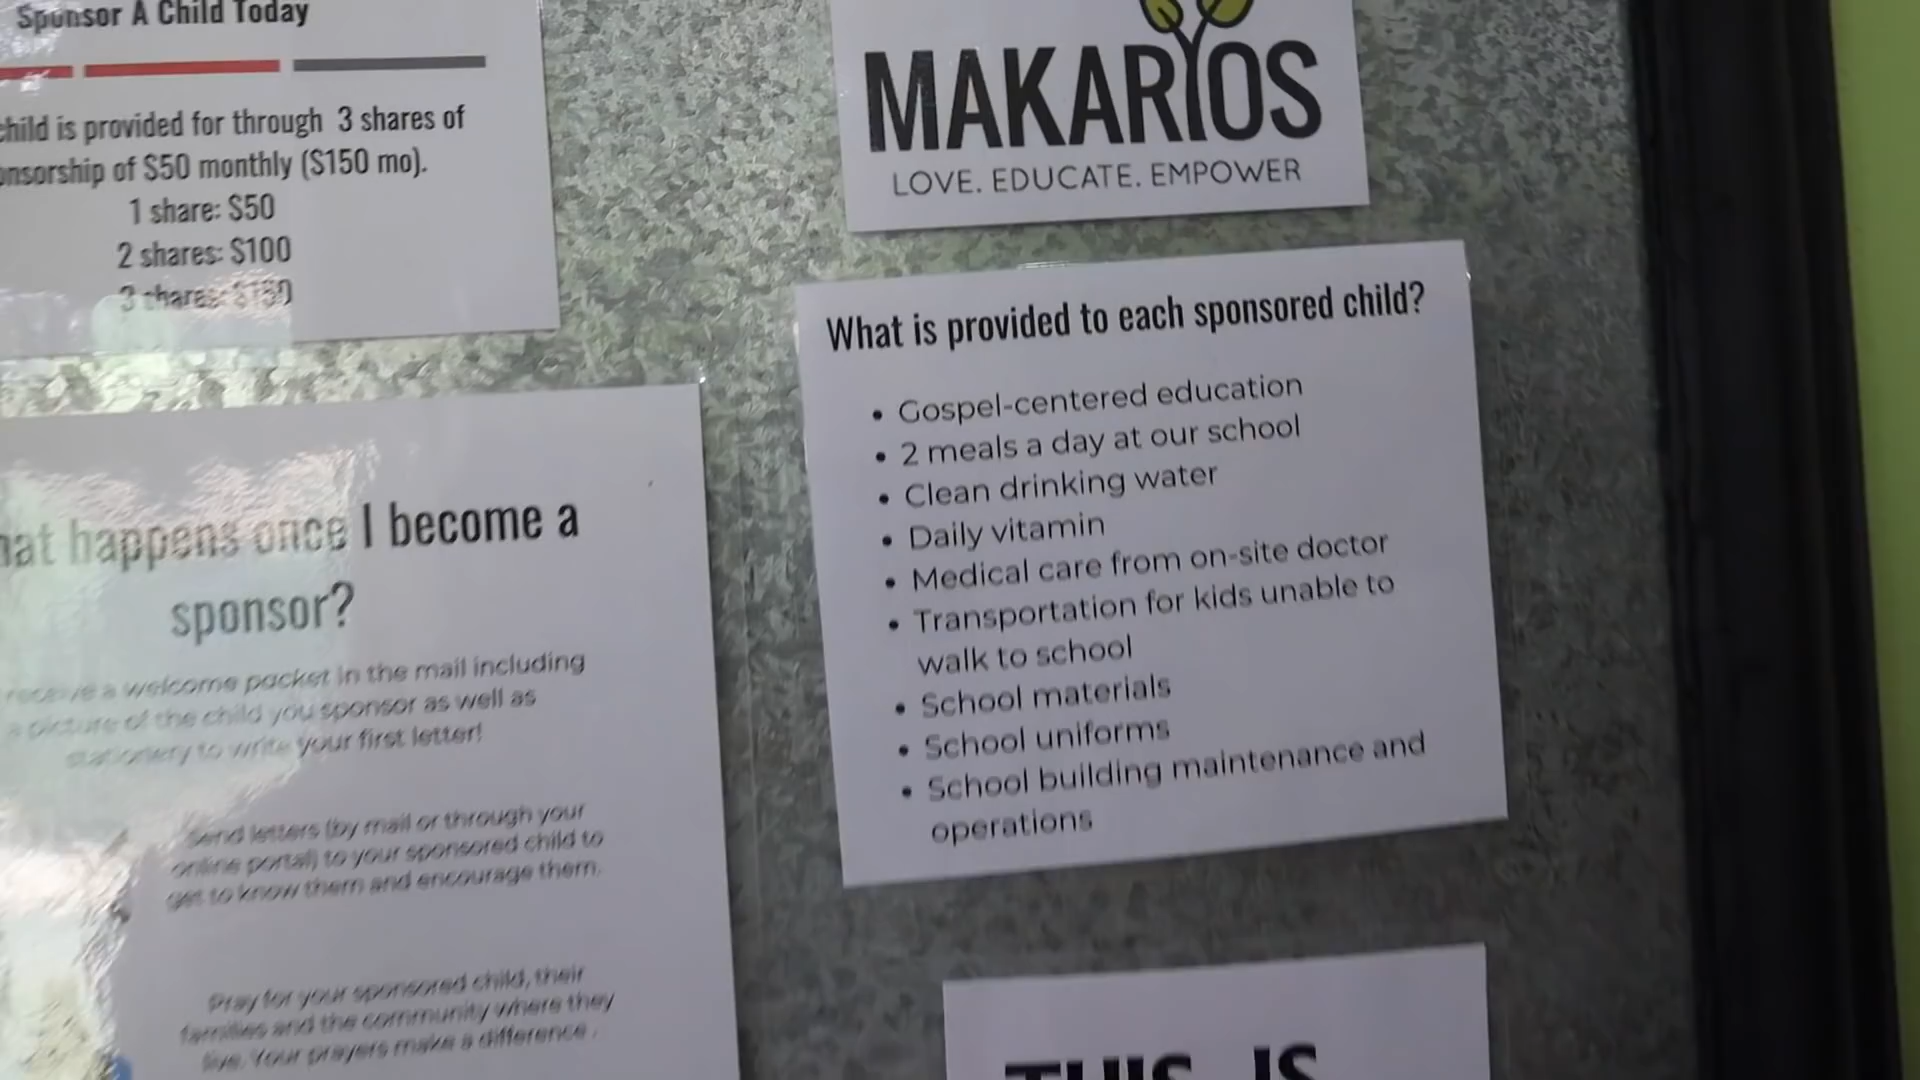 Sponsor A Child Today
child is provided for through 3 shares of
onsorship of $50 monthly ($150 mo).
1 share: $50
2 shares: $100
3 shares: $150
hat happens once I become a
sponsor?
receive a welcome packet in the mail including
a picture of the child you sponsor as well as
stationery to write your first letter!
Send letters (by mail or through your
online portal) to your sponsored child to
get to know them and encourage them.
Pray for your sponsored child, their
families and the community where they
live. Your prayers make a difference.
MAKARIOS
LOVE. EDUCATE. EMPOWER
What is provided to each sponsored child?
• Gospel-centered education
• 2 meals a day at our school
• Clean drinking water
• Daily vitamin
• Medical care from on-site doctor
• Transportation for kids unable to
walk to school
• School materials
• School uniforms
• School building maintenance and
operations
THIS IS